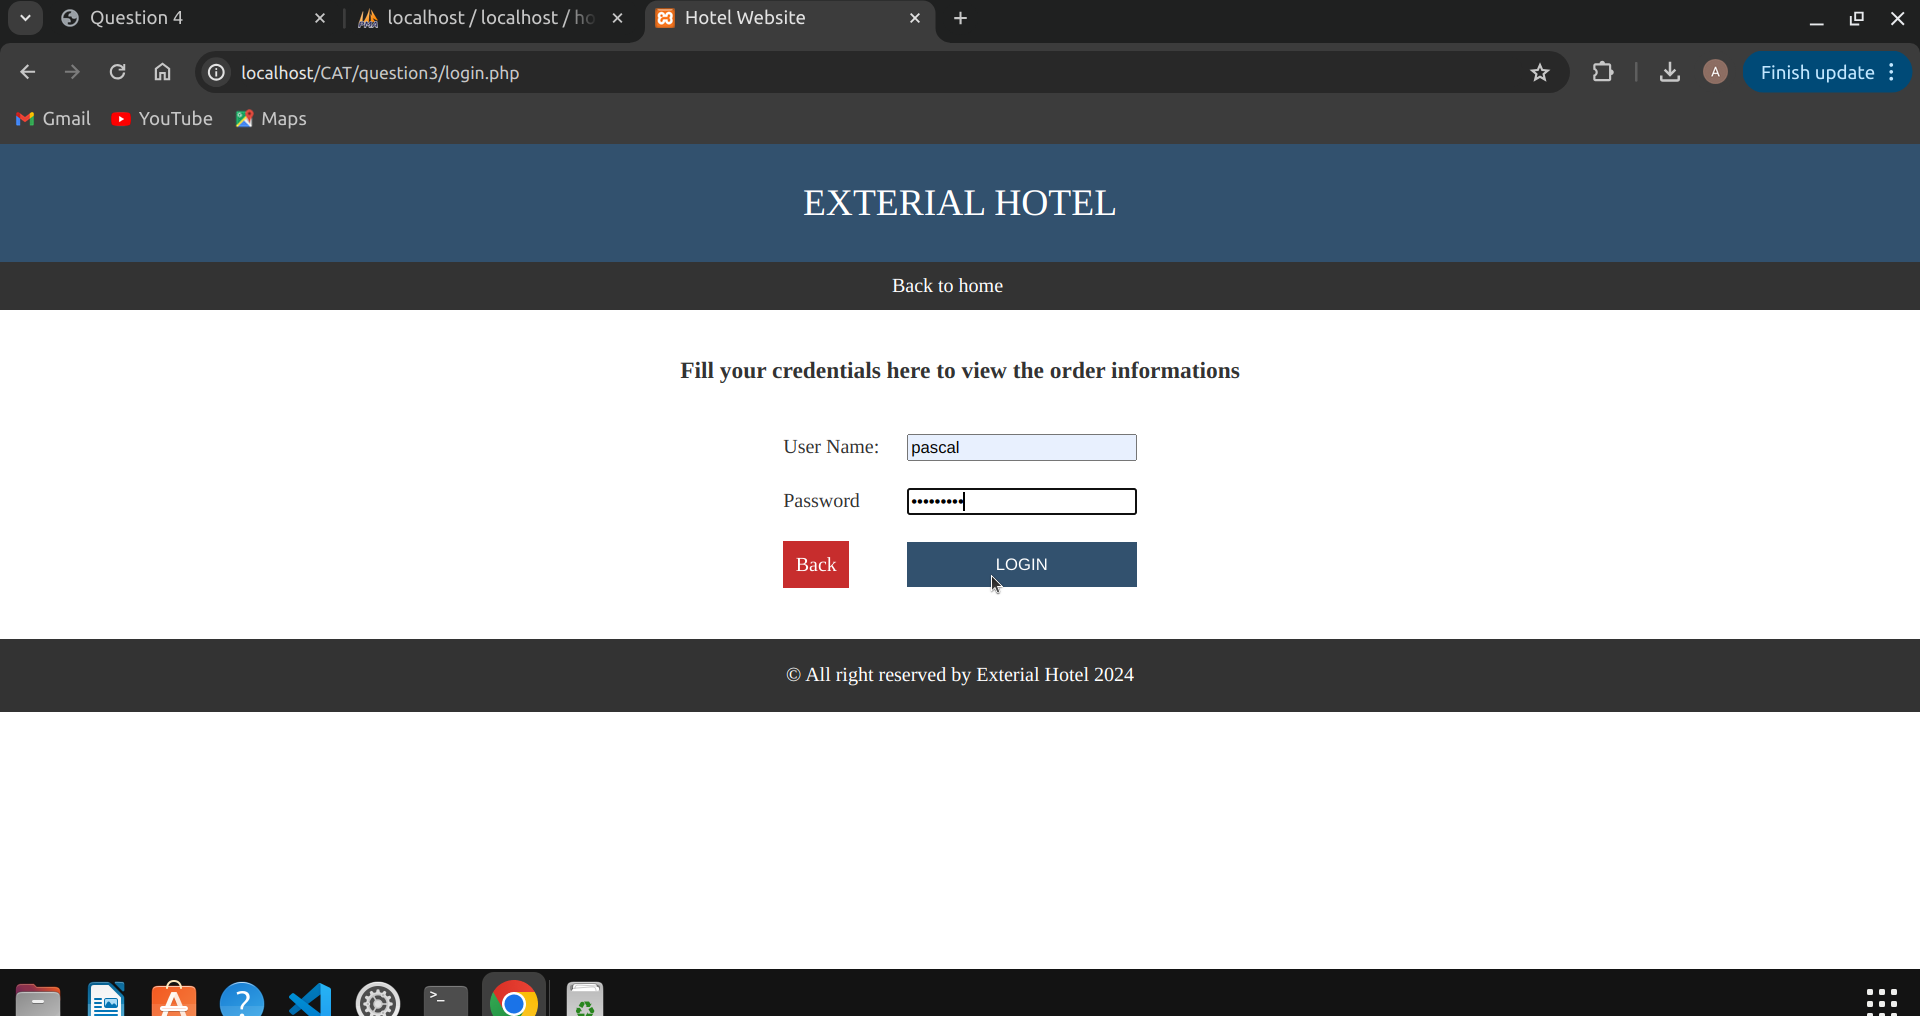 Question 4
localhost / localhost / ho
Hotel Website
localhost/CAT/question3/login.php
A
Finish update
Gmail
YouTube
Maps
EXTERIAL HOTEL
Back to home
Fill your credentials here to view the order informations
User Name:
pascal
Password
Back
LOGIN
© All right reserved by Exterial Hotel 2024